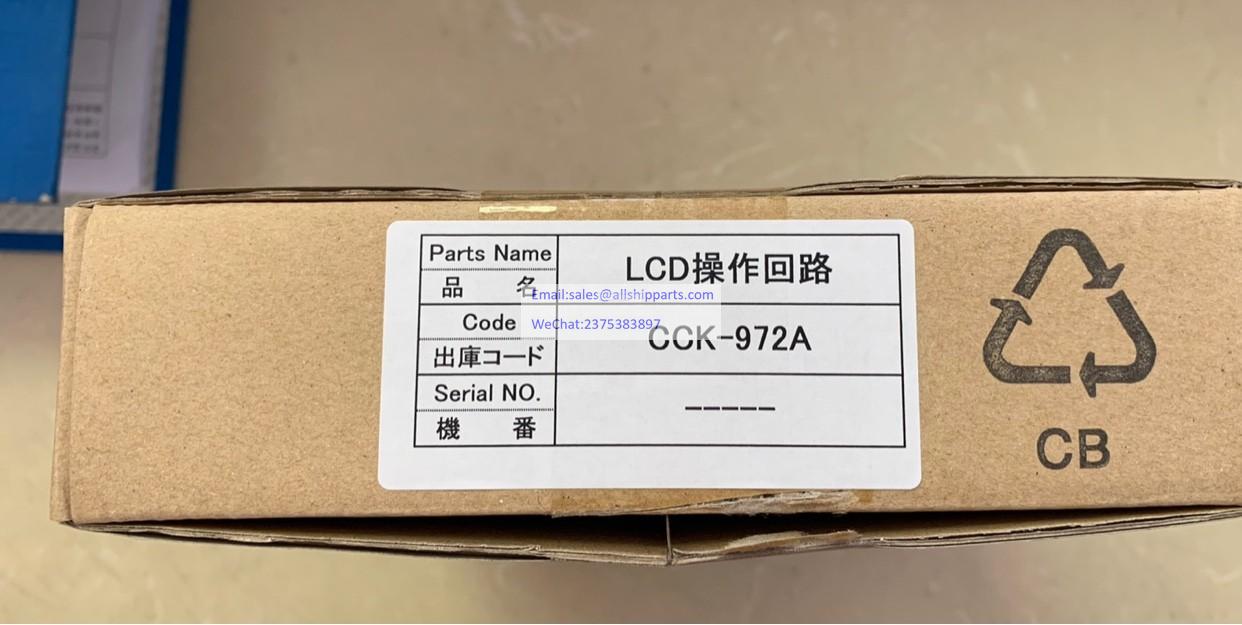 Parts Name
品 名
LCD操作回路
Email:sales@allshipparts.com
WeChat:2375383897
Code
出庫コード
CCK-972A
Serial NO.
機 番
-----
CB